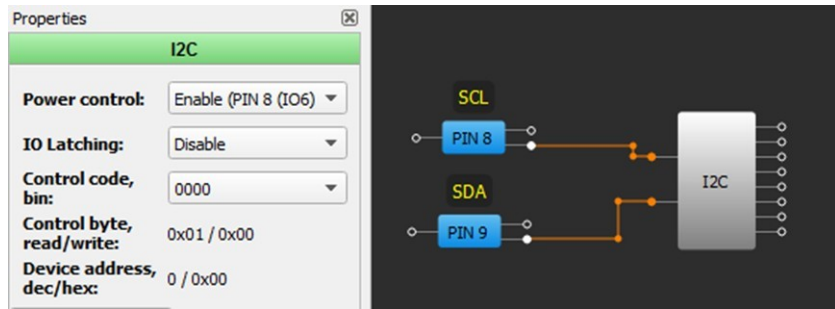 Properties
I2C
Power control:
Enable (PIN 8 (IO6)
IO Latching:
Disable
Control code,
bin:
0000
Control byte,
read/write:
0x01 / 0x00
Device address,
dec/hex:
0 / 0x00
SCL
PIN 8
SDA
PIN 9
I2C